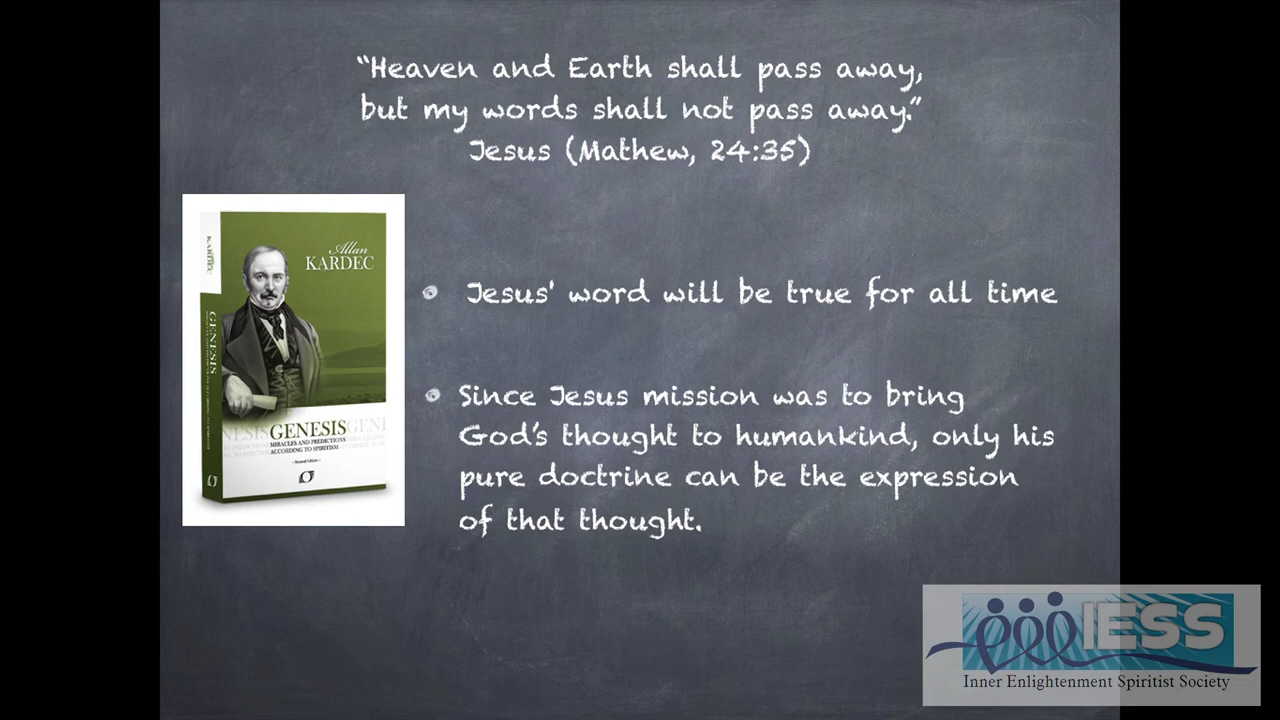 “Heaven and Earth shall pass away,
but my words shall not pass away.”
Jesus (Mathew, 24:35)
Allan
KARDEC
KARDEC
GENESIS
GENESIS
MIRACLES AND PREDICTIONS
ACCORDING TO SPIRITISM
Jesus' word will be true for all time
Since Jesus mission was to bring
God's thought to humankind, only his
pure doctrine can be the expression
of that thought.
IESS
Inner Enlightenment Spiritist Society